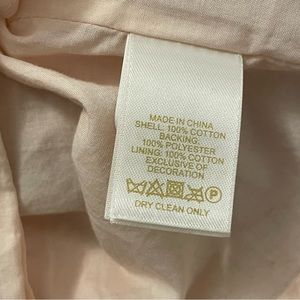 MADE IN CHINA
SHELL: 100% COTTON
BACKING:
100% POLYESTER
LINING: 100% COTTON
EXCLUSIVE OF
DECORATION
P
DRY CLEAN ONLY